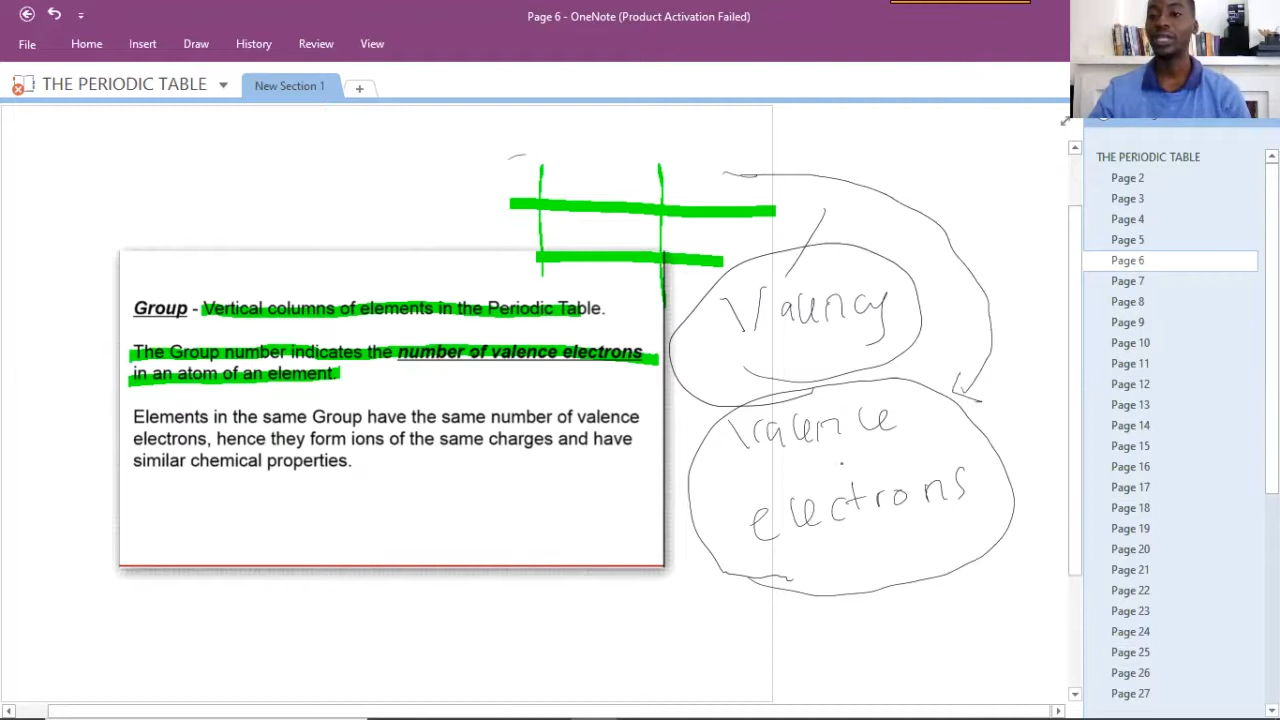 Page 6 - OneNote (Product Activation Failed)
File Home Insert Draw History Review View
THE PERIODIC TABLE New Section 1
Group - Vertical columns of elements in the Periodic Table.
The Group number indicates the number of valence electrons
in an atom of an element.
Elements in the same Group have the same number of valence
electrons, hence they form ions of the same charges and have
similar chemical properties.
Valency
Valence
electrons
THE PERIODIC TABLE
Page 2
Page 3
Page 4
Page 5
Page 6
Page 7
Page 8
Page 9
Page 10
Page 11
Page 12
Page 13
Page 14
Page 15
Page 16
Page 17
Page 18
Page 19
Page 20
Page 21
Page 22
Page 23
Page 24
Page 25
Page 26
Page 27